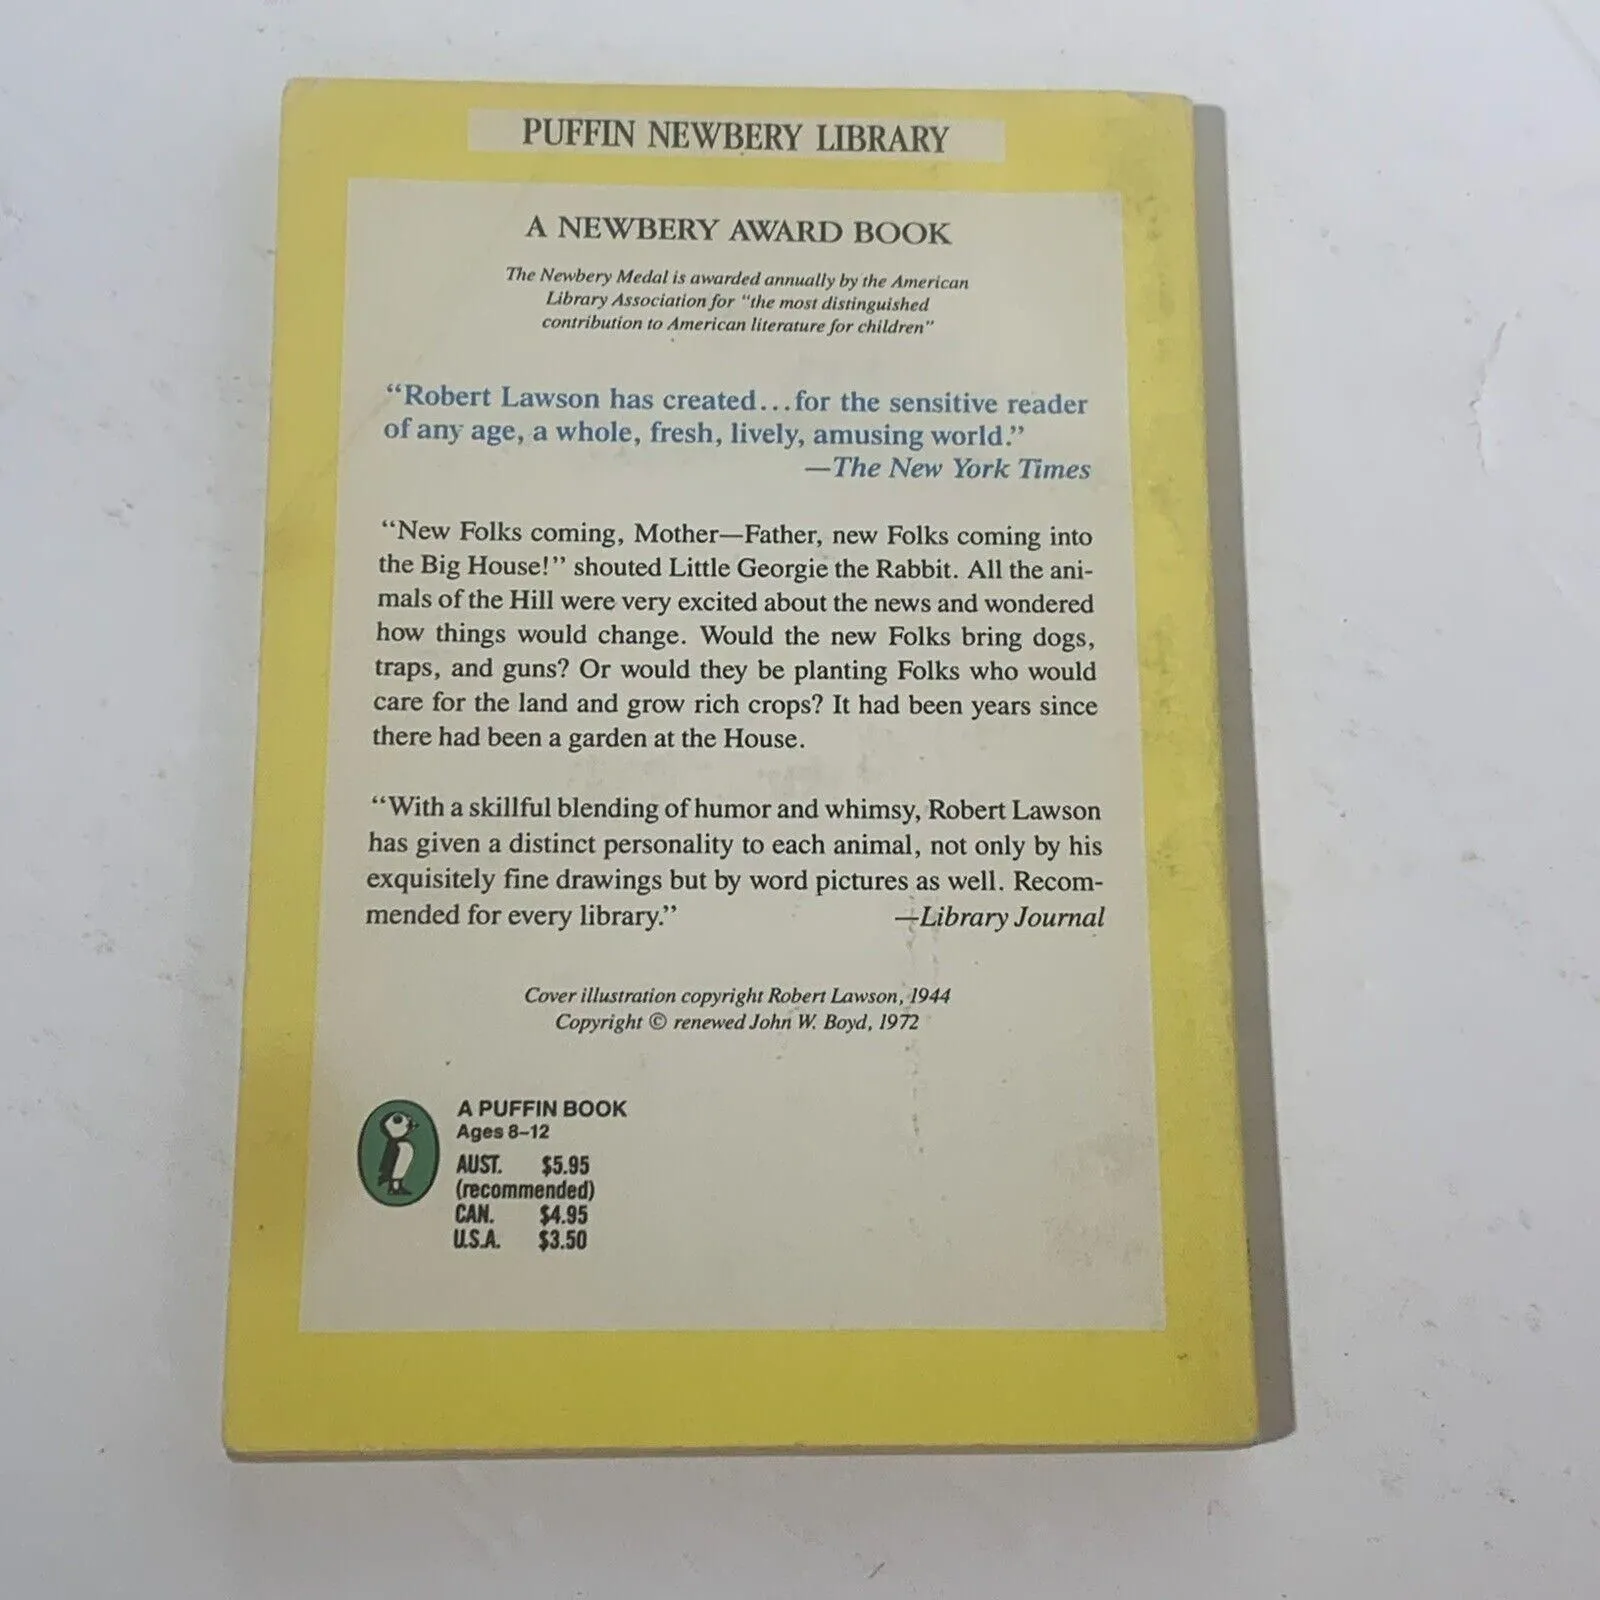 PUFFIN NEWBERY LIBRARY
A NEWBERY AWARD BOOK
The Newbery Medal is awarded annually by the American
Library Association for "the most distinguished
contribution to American literature for children"
“Robert Lawson has created...for the sensitive reader
of any age, a whole, fresh, lively, amusing world.”
—The New York Times
“New Folks coming, Mother—Father, new Folks coming into
the Big House!” shouted Little Georgie the Rabbit. All the ani-
mals of the Hill were very excited about the news and wondered
how things would change. Would the new Folks bring dogs,
traps, and guns? Or would they be planting Folks who would
care for the land and grow rich crops? It had been years since
there had been a garden at the House.
“With a skillful blending of humor and whimsy, Robert Lawson
has given a distinct personality to each animal, not only by his
exquisitely fine drawings but by word pictures as well. Recom-
mended for every library.” —Library Journal
Cover illustration copyright Robert Lawson, 1944
Copyright © renewed John W. Boyd, 1972
A PUFFIN BOOK
Ages 8–12
AUST. $5.95
(recommended)
CAN. $4.95
U.S.A. $3.50